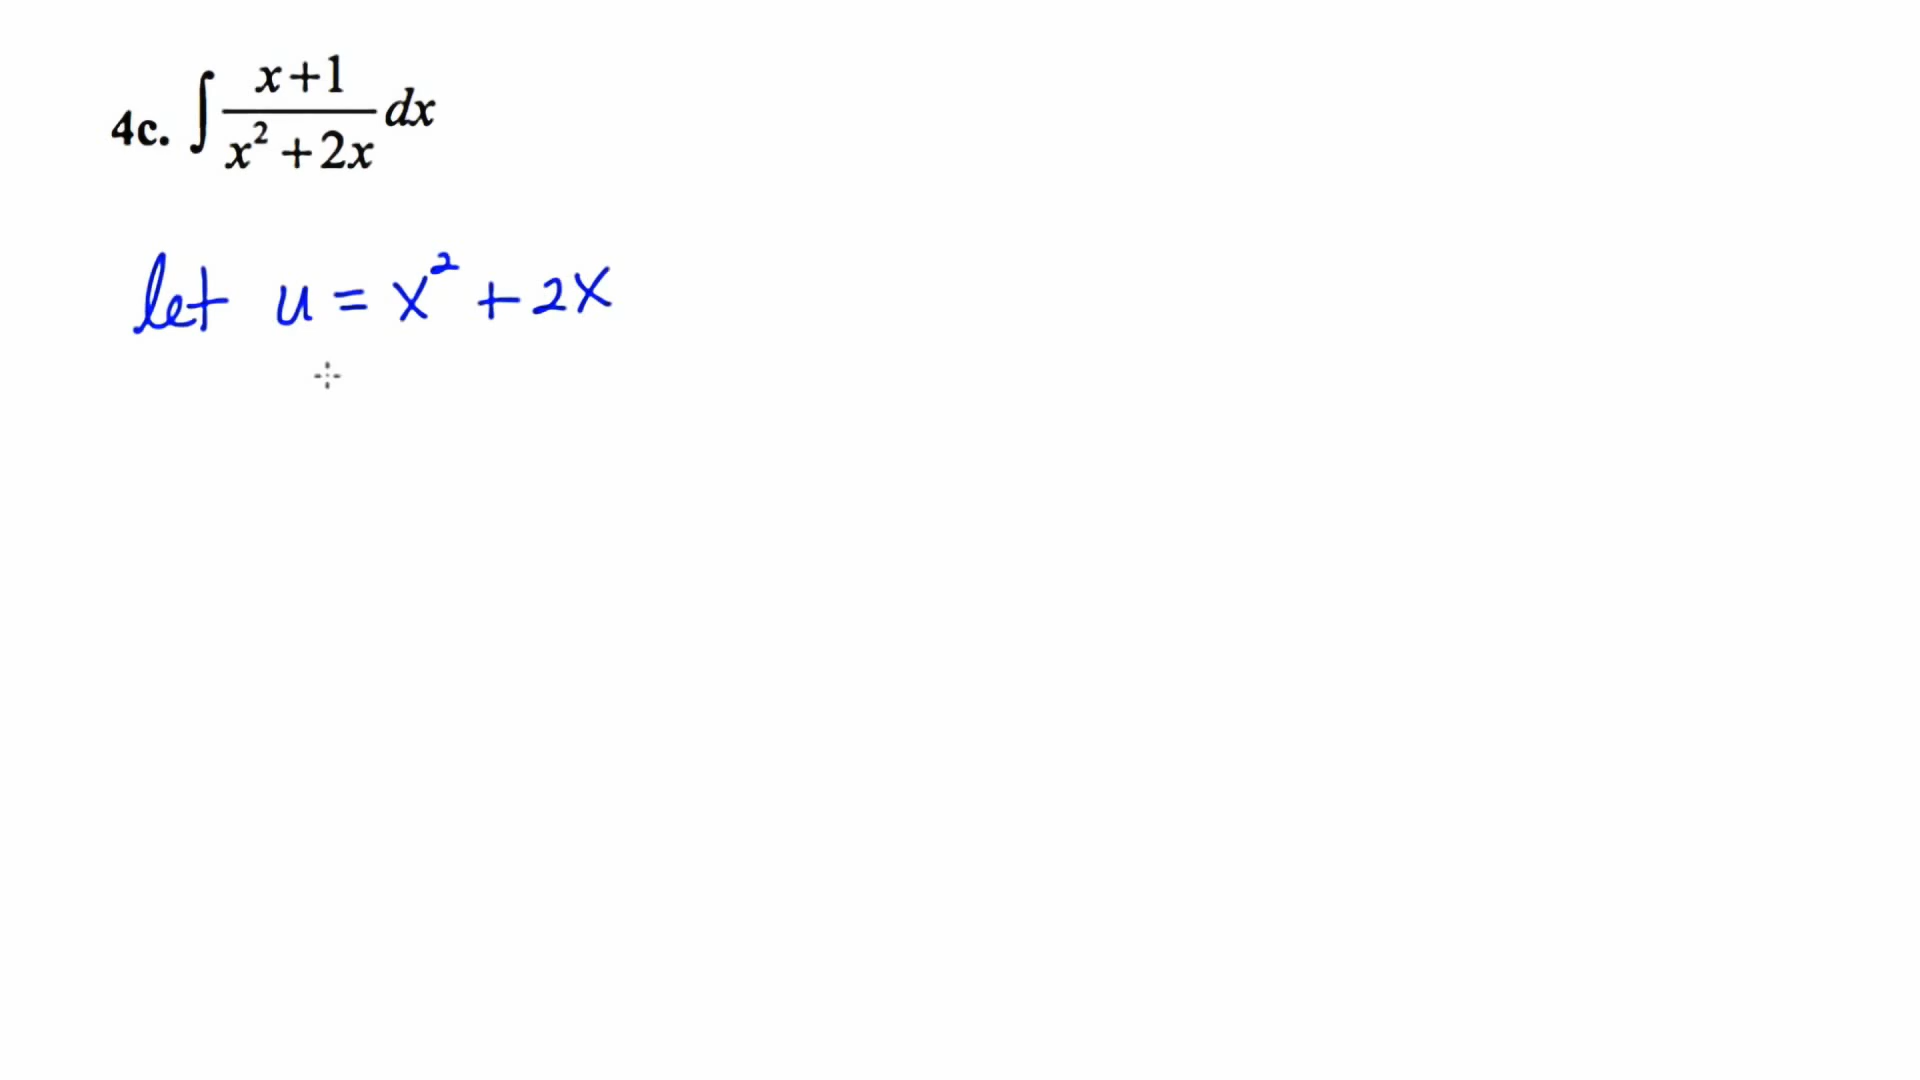 4c. ∫ x+1 / x² + 2x dx
let u = x² + 2x